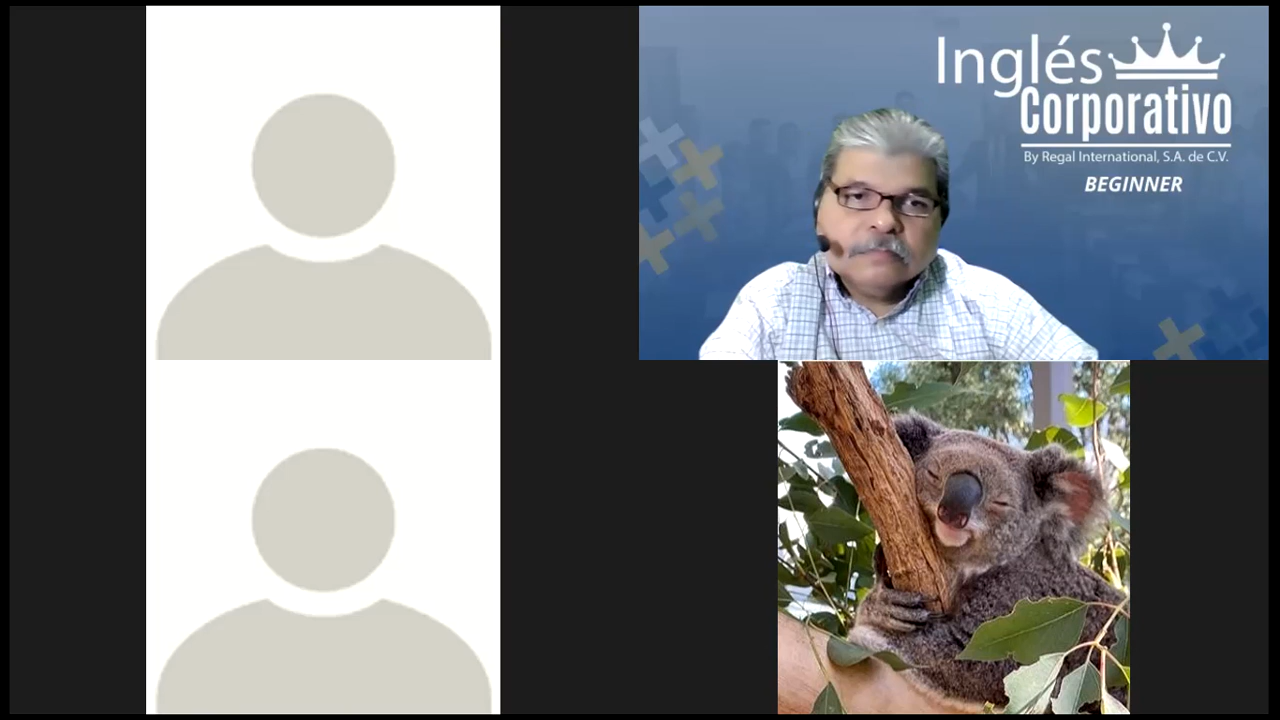 Inglés
Corporativo
By Regal International, S.A. de C.V.
BEGINNER